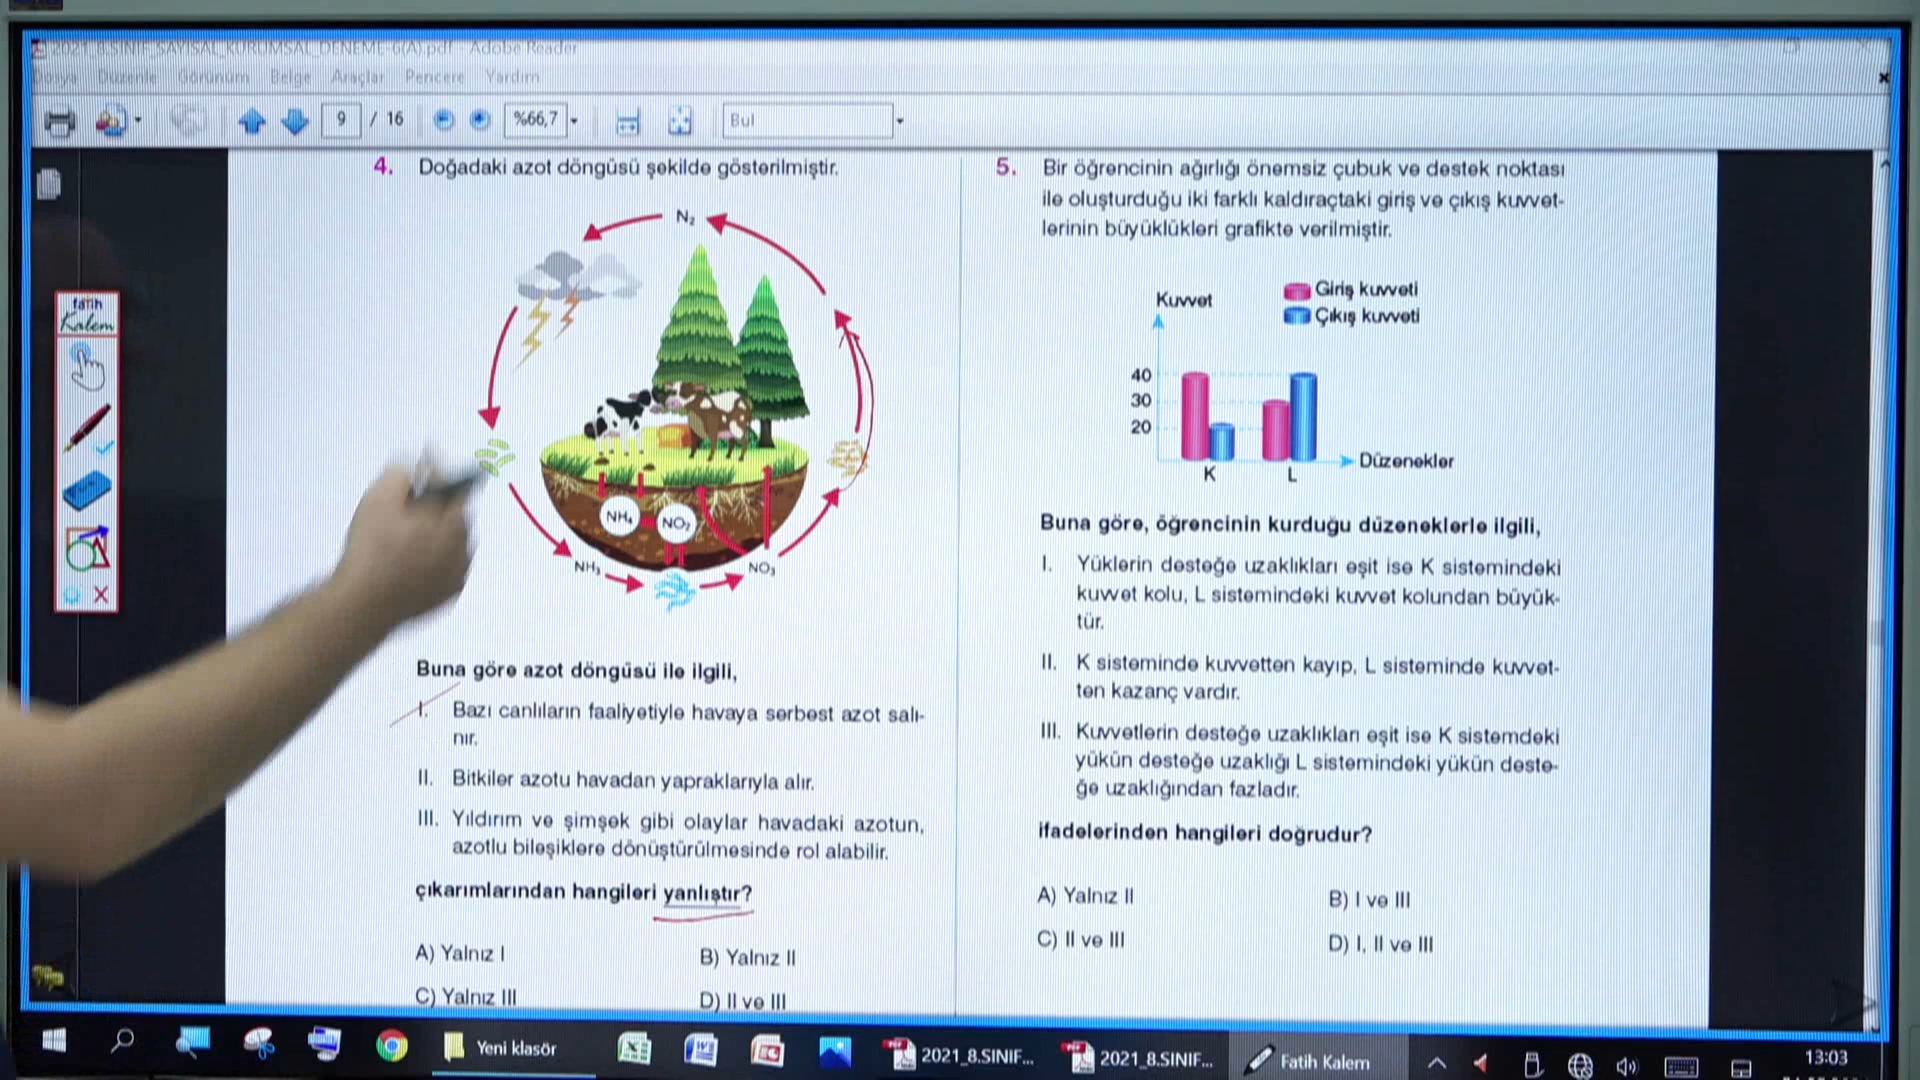 2021_8.SINIF_SAYISAL_KURUMSAL_DENEME-6(A).pdf - Adobe Reader
Dosya Düzenle Görünüm Belge Araçlar Pencere Yardım
9 / 16 %66,7 Bul
fatih
Kalem
4. Doğadaki azot döngüsü şekilde gösterilmiştir.
N₂
NH₄
NO₂
NH₃
NO₃
Buna göre azot döngüsü ile ilgili,
I. Bazı canlıların faaliyetiyle havaya serbest azot salı-
nır.
II. Bitkiler azotu havadan yapraklarıyla alır.
III. Yıldırım ve şimşek gibi olaylar havadaki azotun,
azotlu bileşiklere dönüştürülmesinde rol alabilir.
çıkarımlarından hangileri yanlıştır?
A) Yalnız I
B) Yalnız II
C) Yalnız III
D) II ve III
5. Bir öğrencinin ağırlığı önemsiz çubuk ve destek noktası
ile oluşturduğu iki farklı kaldıraçtaki giriş ve çıkış kuvvet-
lerinin büyüklükleri grafikte verilmiştir.
Kuvvet
Giriş kuvveti
Çıkış kuvveti
40
30
20
K
L
Düzenekler
Buna göre, öğrencinin kurduğu düzeneklerle ilgili,
I. Yüklerin desteğe uzaklıkları eşit ise K sistemindeki
kuvvet kolu, L sistemindeki kuvvet kolundan büyük-
tür.
II. K sisteminde kuvvetten kayıp, L sisteminde kuvvet-
ten kazanç vardır.
III. Kuvvetlerin desteğe uzaklıkları eşit ise K sistemdeki
yükün desteğe uzaklığı L sistemindeki yükün deste-
ğe uzaklığından fazladır.
ifadelerinden hangileri doğrudur?
A) Yalnız II
B) I ve III
C) II ve III
D) I, II ve III
Yeni klasör
2021_8.SINIF...
2021_8.SINIF...
Fatih Kalem
13:03